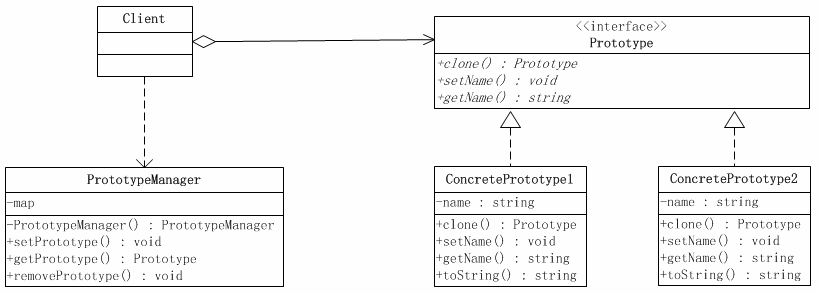 Client
<<interface>>
Prototype
+clone() : Prototype
+setName() : void
+getName() : string
PrototypeManager
-map
-PrototypeManager() : PrototypeManager
+setPrototype() : void
+getPrototype() : Prototype
+removePrototype() : void
ConcretePrototype1
-name : string
+clone() : Prototype
+setName() : void
+getName() : string
+toString() : string
ConcretePrototype2
-name : string
+clone() : Prototype
+setName() : void
+getName() : string
+toString() : string